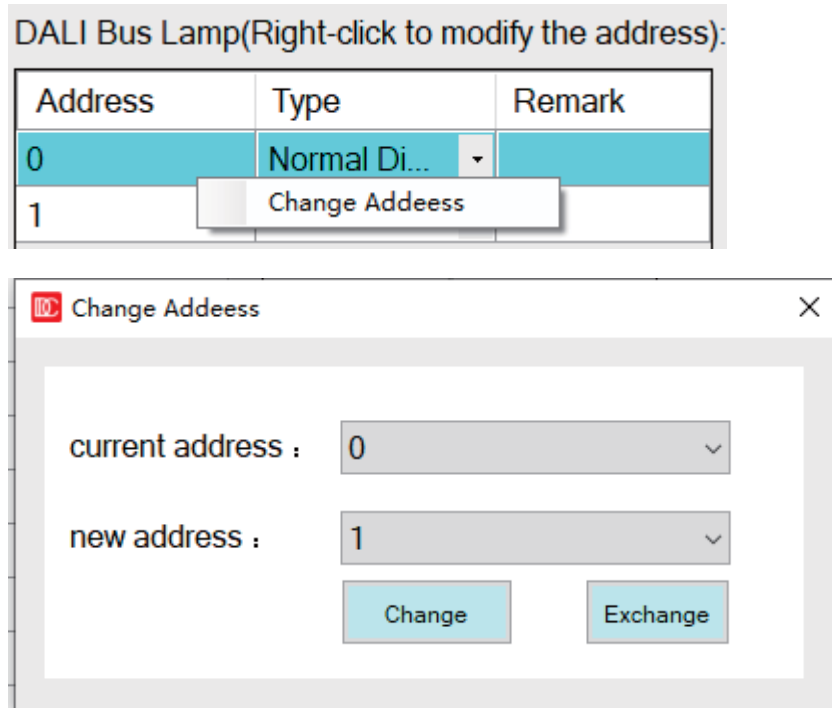 DALI Bus Lamp(Right-click to modify the address):
Address Type Remark
0 Normal Di...
Change Addeess
1
Change Addeess
current address： 0
new address： 1
Change Exchange